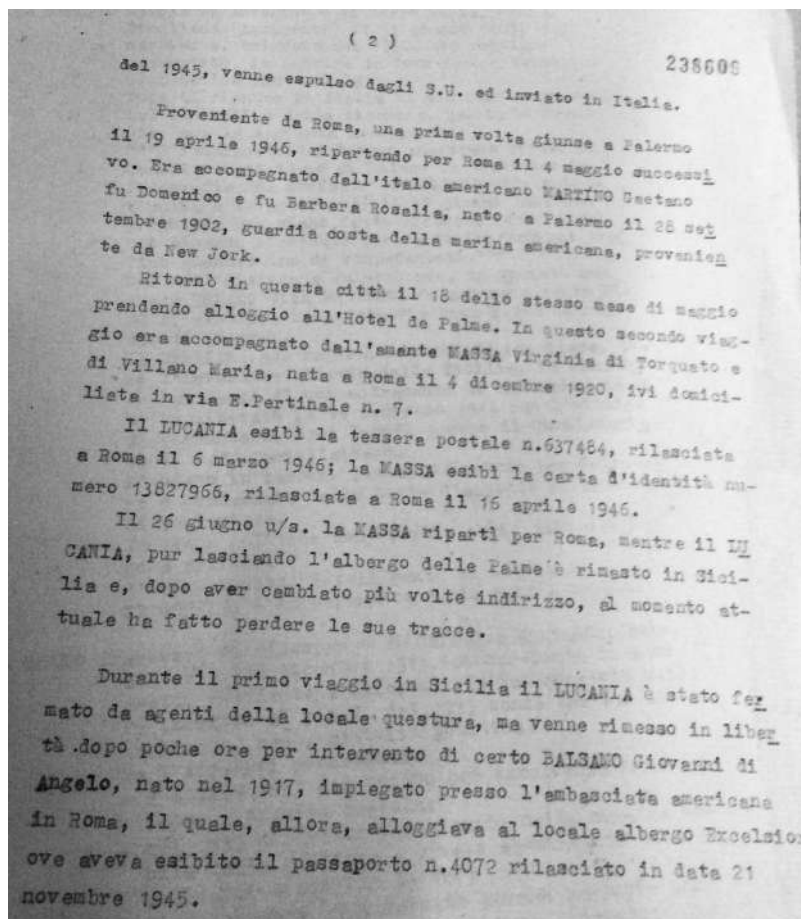 ( 2 )
238609
del 1945, venne espulso dagli S.U. ed inviato in Italia.
Proveniente da Roma, una prima volta giunse a Palermo
il 19 aprile 1946, ripartendo per Roma il 4 maggio successi
vo. Era accompagnato dall'italo americano MARTINO Gaetano
fu Domenico e fu Barbera Rosalia, nato a Palermo il 28 set
tembre 1902, guardia costa della marina americana, provenien
te da New Jork.
Ritornò in questa città il 18 dello stesso mese di maggio
prendendo alloggio all'Hotel de Palme. In questo secondo viag-
gio era accompagnato dall'amante MASSA Virginia di Torquato e
di Villano Maria, nata a Roma il 4 dicembre 1920, ivi domici-
liata in via E.Pertinale n. 7.
Il LUCANIA esibì la tessera postale n.637484, rilasciata
a Roma il 6 marzo 1946; la MASSA esibì la carta d'identità nu-
mero 13827966, rilasciata a Roma il 16 aprile 1946.
Il 26 giugno u/s. la MASSA ripartì per Roma, mentre il LU
CANIA, pur lasciando l'albergo delle Palme è rimasto in Sici-
lia e, dopo aver cambiato più volte indirizzo, al momento at-
tuale ha fatto perdere le sue tracce.
Durante il primo viaggio in Sicilia il LUCANIA è stato fer
mato da agenti della locale questura, ma venne rimesso in liber
tà dopo poche ore per intervento di certo BALSAMO Giovanni di
Angelo, nato nel 1917, impiegato presso l'ambasciata americana
in Roma, il quale, allora, alloggiava al locale albergo Excelsior
ove aveva esibito il passaporto n.4072 rilasciato in data 21
novembre 1945.